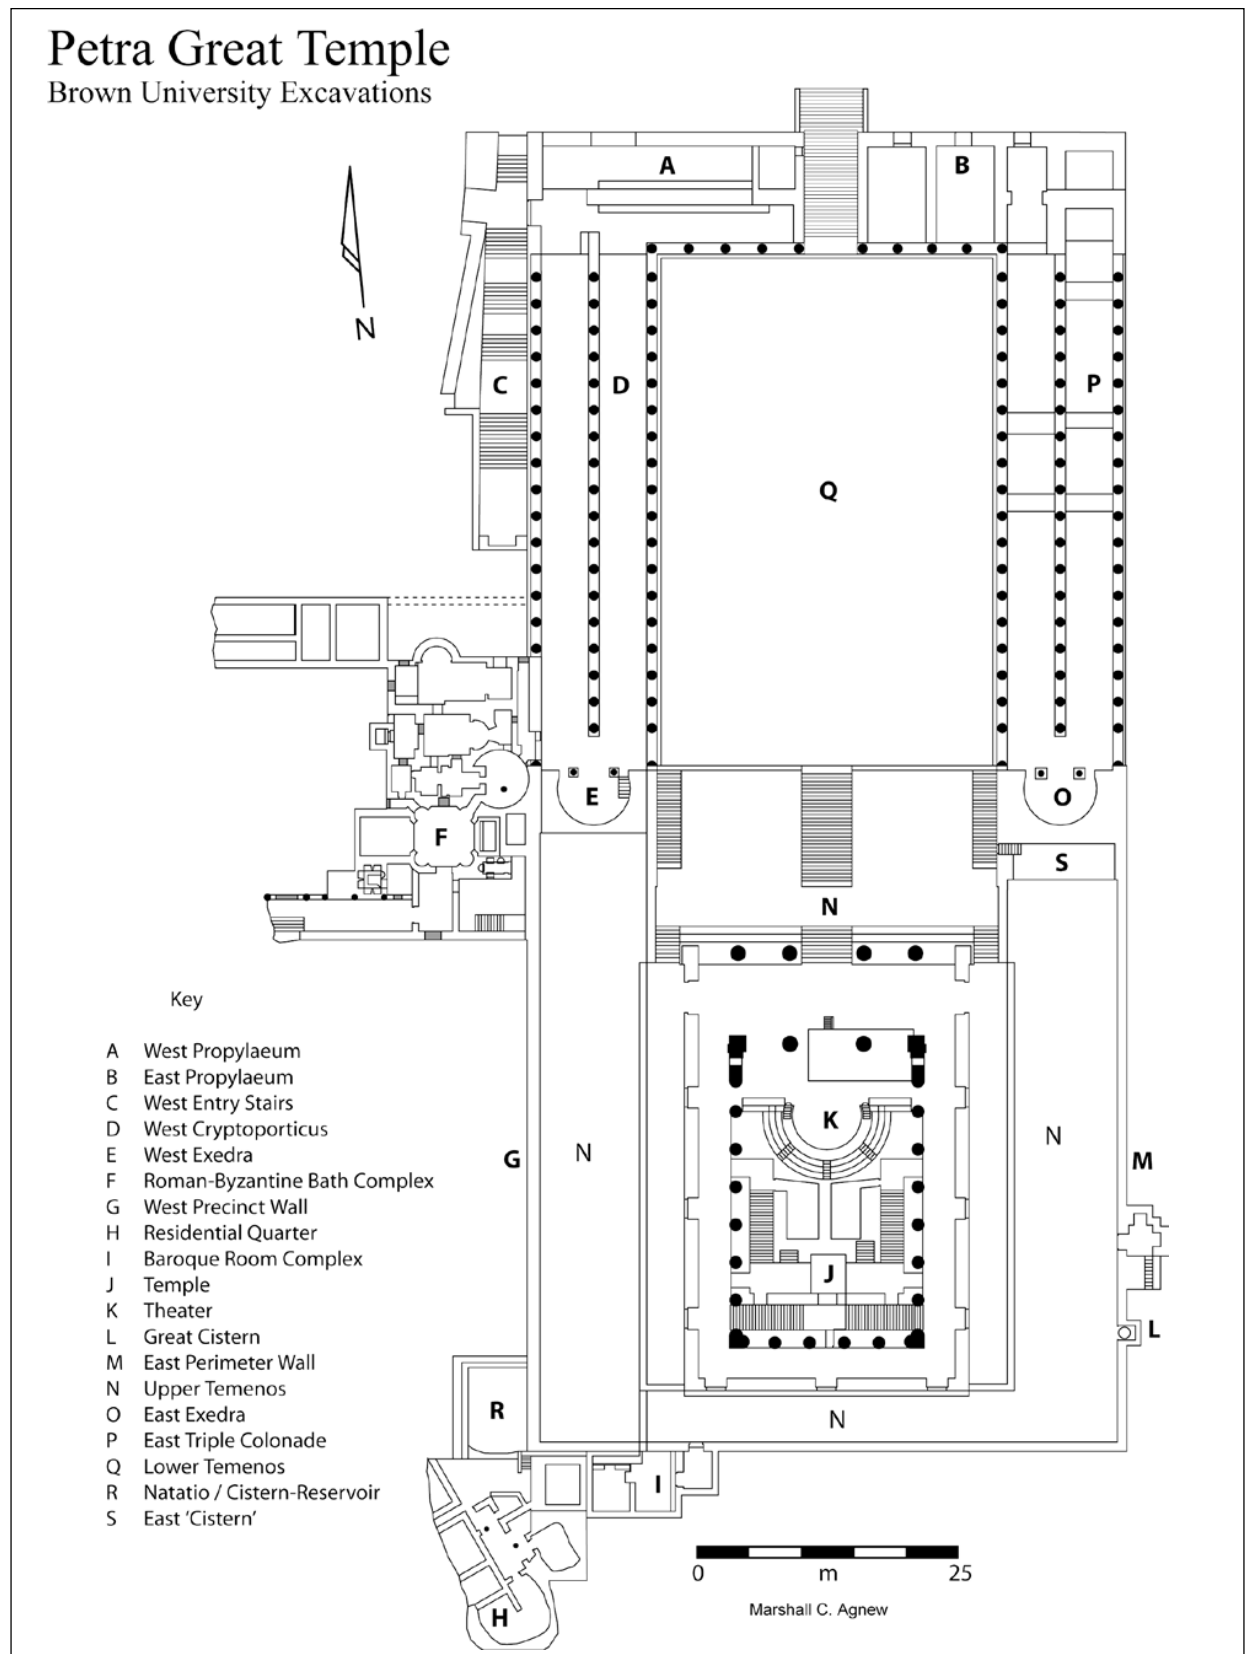 Petra Great Temple
Brown University Excavations
A
B
N
C
D
P
Q
E
O
F
S
N
K
G
N
N
M
J
L
R
N
I
H
Key
A West Propylaeum
B East Propylaeum
C West Entry Stairs
D West Cryptoporticus
E West Exedra
F Roman-Byzantine Bath Complex
G West Precinct Wall
H Residential Quarter
I Baroque Room Complex
J Temple
K Theater
L Great Cistern
M East Perimeter Wall
N Upper Temenos
O East Exedra
P East Triple Colonade
Q Lower Temenos
R Natatio / Cistern-Reservoir
S East 'Cistern'
0 m 25
Marshall C. Agnew